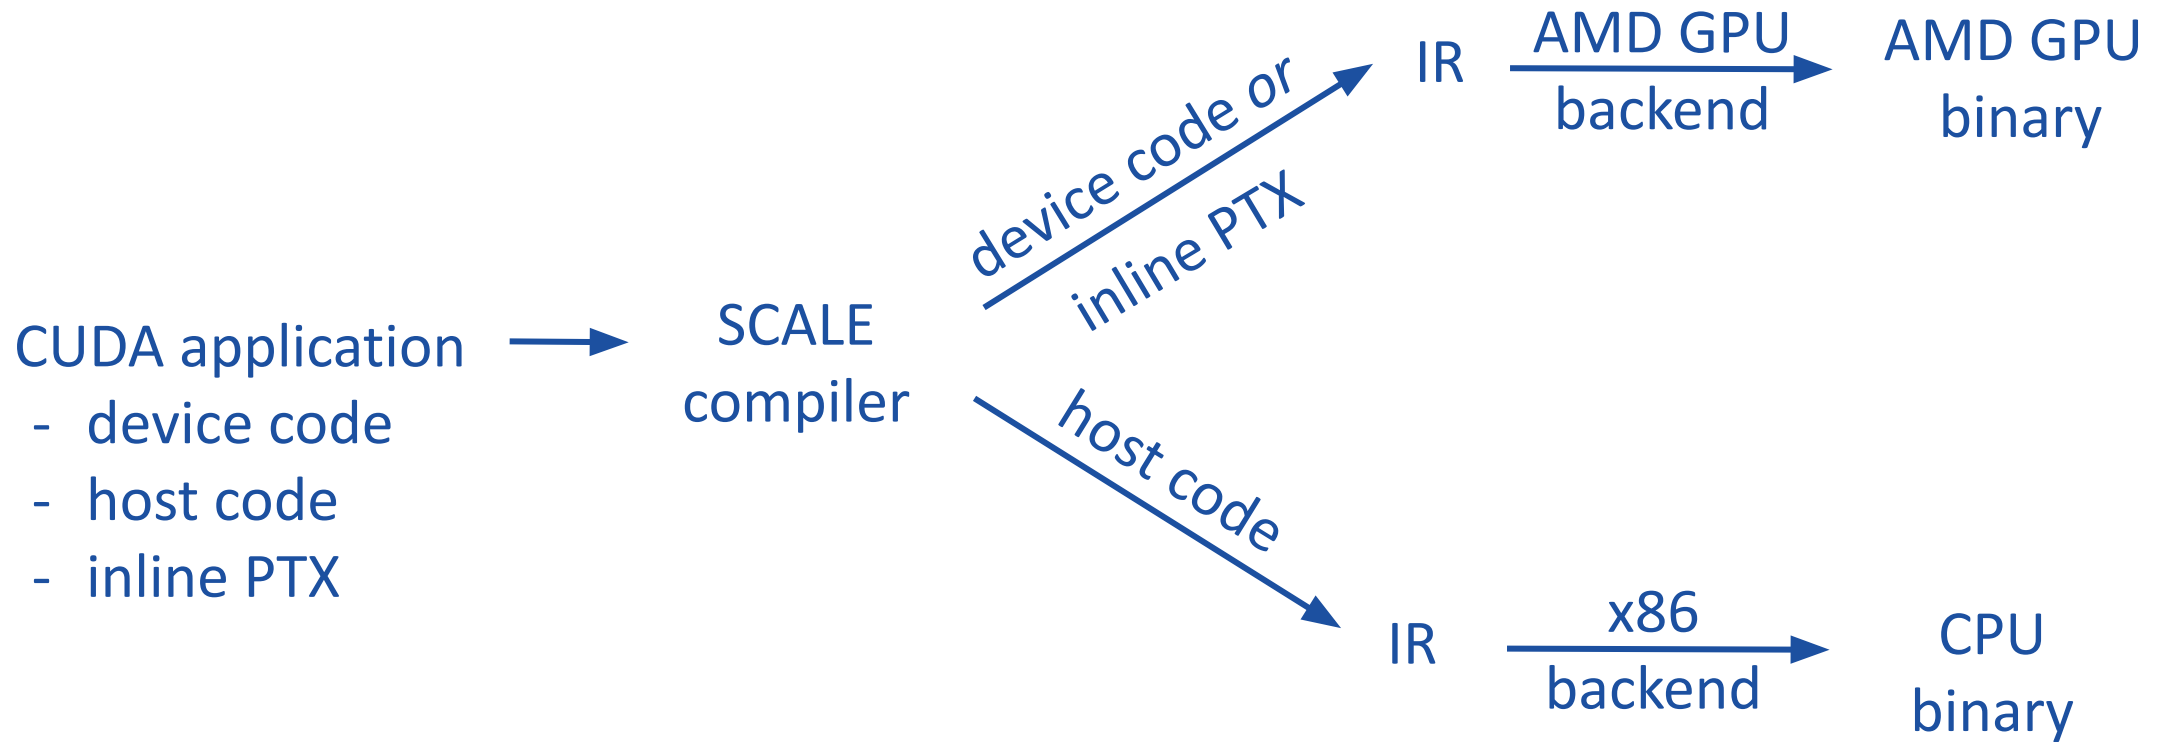 CUDA application
- device code
- host code
- inline PTX
SCALE
compiler
device code or
inline PTX
IR
AMD GPU
backend
AMD GPU
binary
host code
IR
x86
backend
CPU
binary